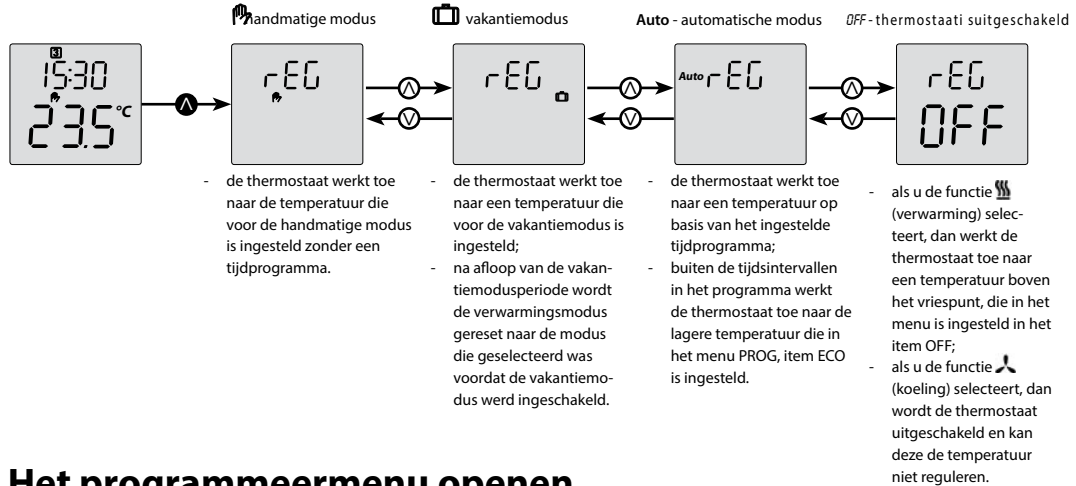 handmatige modus
vakantiemodus
Auto - automatische modus
OFF - thermostaati suitgeschakeld
3
15:30
23.5 °C
rEG
rEG
Auto rEG
rEG
OFF
- de thermostaat werkt toe
naar de temperatuur die
voor de handmatige modus
is ingesteld zonder een
tijdprogramma.
- de thermostaat werkt toe
naar een temperatuur die
voor de vakantiemodus is
ingesteld;
- na afloop van de vakan-
tiemodusperiode wordt
de verwarmingsmodus
gereset naar de modus
die geselecteerd was
voordat de vakantiemo-
dus werd ingeschakeld.
- de thermostaat werkt toe
naar een temperatuur op
basis van het ingestelde
tijdprogramma;
- buiten de tijdsintervallen
in het programma werkt
de thermostaat toe naar de
lagere temperatuur die in
het menu PROG, item ECO
is ingesteld.
- als u de functie
(verwarming) selec-
teert, dan werkt de
thermostaat toe naar
een temperatuur boven
het vriespunt, die in het
menu is ingesteld in het
item OFF;
- als u de functie
(koeling) selecteert, dan
wordt de thermostaat
uitgeschakeld en kan
deze de temperatuur
niet reguleren.
Het programmeermenu openen